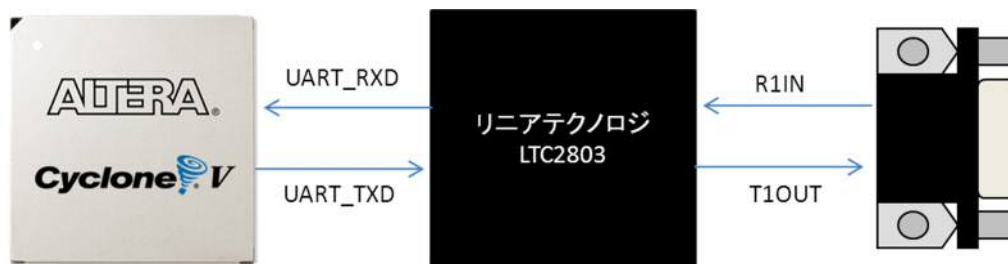 ALTERA®
Cyclone® V
UART_RXD
UART_TXD
リニアテクノロジ
LTC2803
R1IN
T1OUT